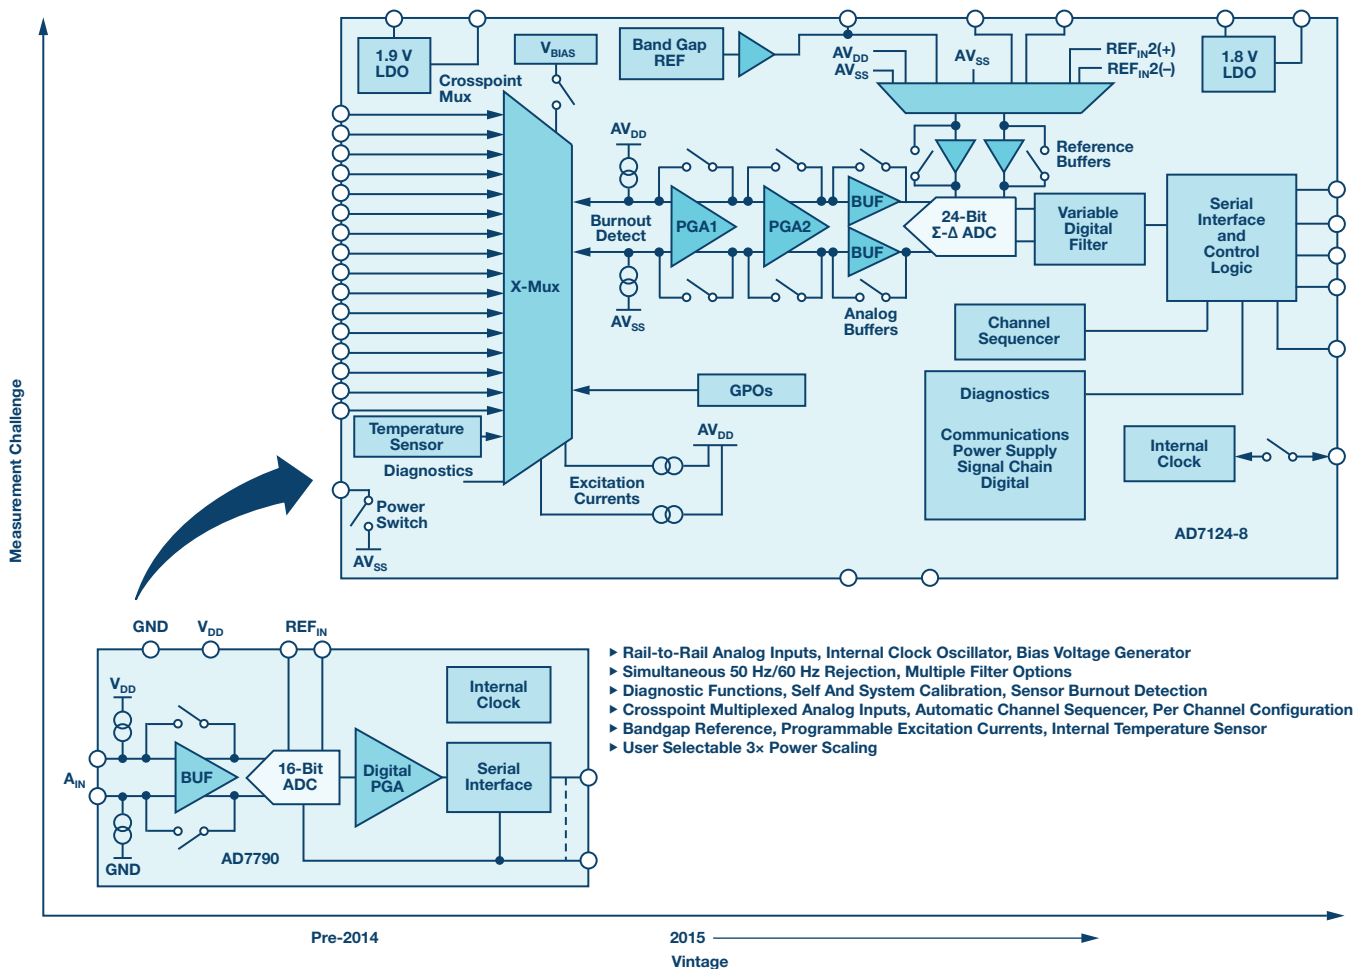 1.9 V
LDO
Crosspoint
Mux
VBIAS
Band Gap
REF
AVDD
AVSS
AVSS
REFIN2(+)
REFIN2(–)
1.8 V
LDO
AVDD
Reference
Buffers
Burnout
Detect
PGA1
PGA2
BUF
BUF
24-Bit
Σ-Δ ADC
Variable
Digital
Filter
Serial
Interface
and
Control
Logic
X-Mux
AVSS
Analog
Buffers
Channel
Sequencer
GPOs
Diagnostics
Communications
Power Supply
Signal Chain
Digital
Temperature
Sensor
AVDD
Internal
Clock
Diagnostics
Excitation
Currents
Power
Switch
AVSS
AD7124-8
Measurement Challenge
GND
VDD
REFIN
VDD
Internal
Clock
AIN
BUF
16-Bit
ADC
Digital
PGA
Serial
Interface
GND
AD7790
▸ Rail-to-Rail Analog Inputs, Internal Clock Oscillator, Bias Voltage Generator
▸ Simultaneous 50 Hz/60 Hz Rejection, Multiple Filter Options
▸ Diagnostic Functions, Self And System Calibration, Sensor Burnout Detection
▸ Crosspoint Multiplexed Analog Inputs, Automatic Channel Sequencer, Per Channel Configuration
▸ Bandgap Reference, Programmable Excitation Currents, Internal Temperature Sensor
▸ User Selectable 3× Power Scaling
Pre-2014
2015
Vintage